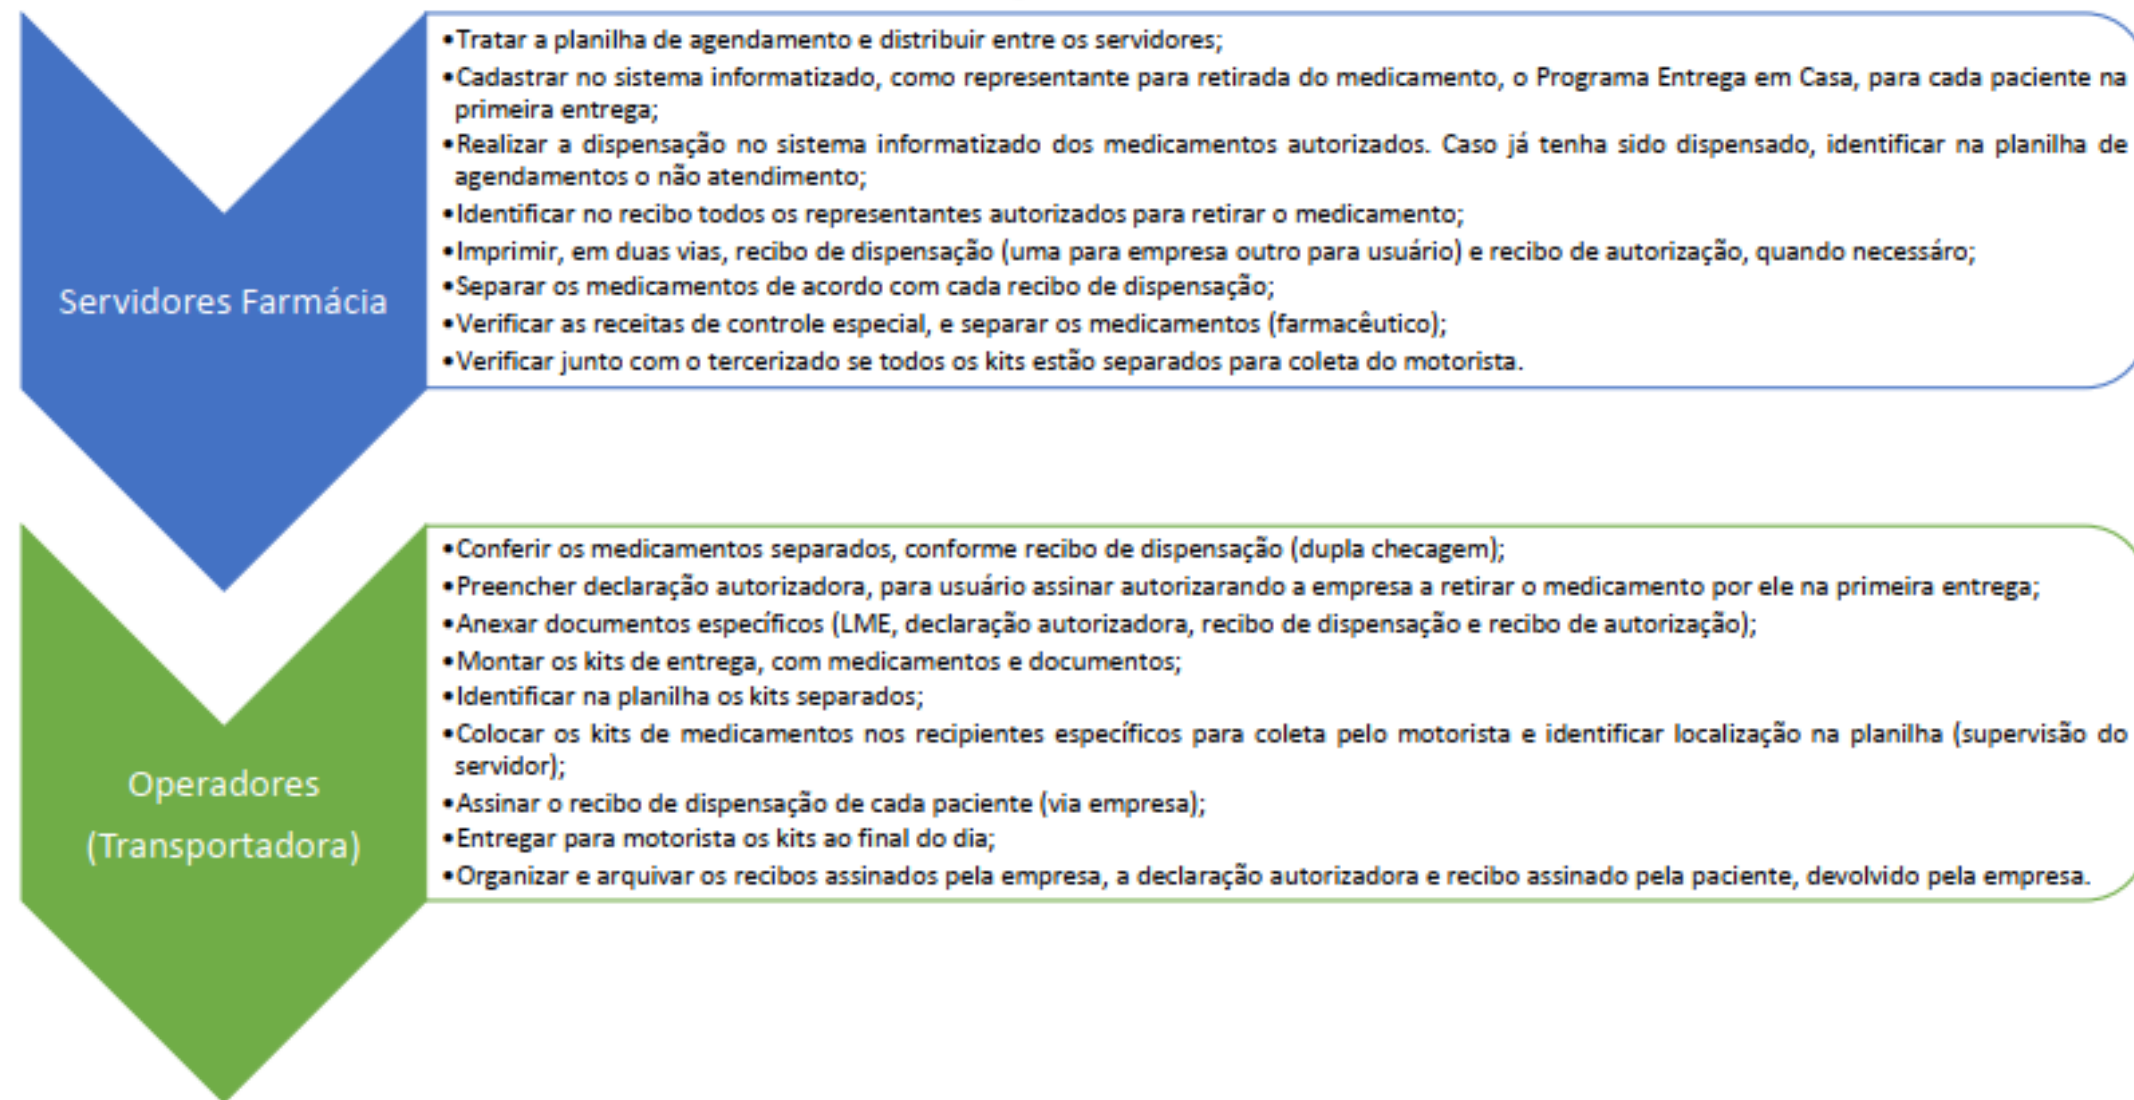 Servidores Farmácia
•Tratar a planilha de agendamento e distribuir entre os servidores;
•Cadastrar no sistema informatizado, como representante para retirada do medicamento, o Programa Entrega em Casa, para cada paciente na
primeira entrega;
•Realizar a dispensação no sistema informatizado dos medicamentos autorizados. Caso já tenha sido dispensado, identificar na planilha de
agendamentos o não atendimento;
•Identificar no recibo todos os representantes autorizados para retirar o medicamento;
•Imprimir, em duas vias, recibo de dispensação (uma para empresa outro para usuário) e recibo de autorização, quando necessáro;
•Separar os medicamentos de acordo com cada recibo de dispensação;
•Verificar as receitas de controle especial, e separar os medicamentos (farmacêutico);
•Verificar junto com o tercerizado se todos os kits estão separados para coleta do motorista.
Operadores
(Transportadora)
•Conferir os medicamentos separados, conforme recibo de dispensação (dupla checagem);
•Preencher declaração autorizadora, para usuário assinar autorizarando a empresa a retirar o medicamento por ele na primeira entrega;
•Anexar documentos específicos (LME, declaração autorizadora, recibo de dispensação e recibo de autorização);
•Montar os kits de entrega, com medicamentos e documentos;
•Identificar na planilha os kits separados;
•Colocar os kits de medicamentos nos recipientes específicos para coleta pelo motorista e identificar localização na planilha (supervisão do
servidor);
•Assinar o recibo de dispensação de cada paciente (via empresa);
•Entregar para motorista os kits ao final do dia;
•Organizar e arquivar os recibos assinados pela empresa, a declaração autorizadora e recibo assinado pela paciente, devolvido pela empresa.